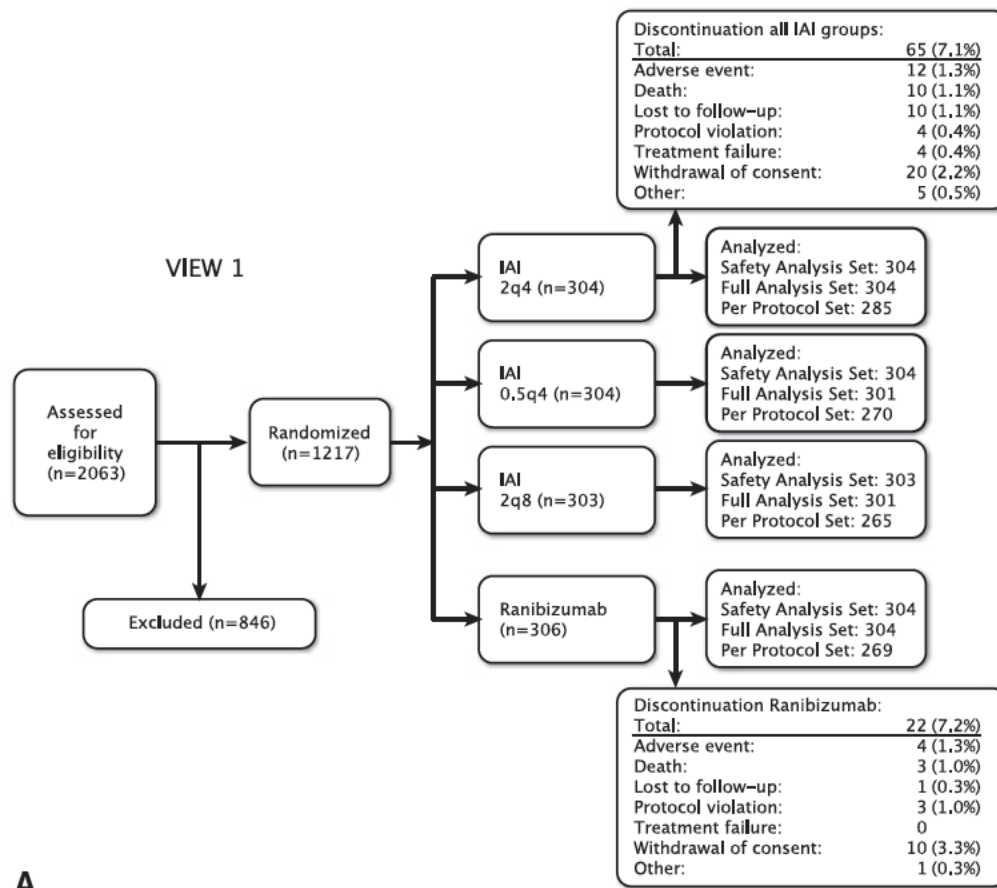 Discontinuation all IAI groups:
Total: 65 (7.1%)
Adverse event: 12 (1.3%)
Death: 10 (1.1%)
Lost to follow-up: 10 (1.1%)
Protocol violation: 4 (0.4%)
Treatment failure: 4 (0.4%)
Withdrawal of consent: 20 (2.2%)
Other: 5 (0.5%)
VIEW 1
IAI
2q4 (n=304)
Analyzed:
Safety Analysis Set: 304
Full Analysis Set: 304
Per Protocol Set: 285
IAI
0.5q4 (n=304)
Analyzed:
Safety Analysis Set: 304
Full Analysis Set: 301
Per Protocol Set: 270
Assessed
for
eligibility
(n=2063)
Randomized
(n=1217)
IAI
2q8 (n=303)
Analyzed:
Safety Analysis Set: 303
Full Analysis Set: 301
Per Protocol Set: 265
Excluded (n=846)
Ranibizumab
(n=306)
Analyzed:
Safety Analysis Set: 304
Full Analysis Set: 304
Per Protocol Set: 269
Discontinuation Ranibizumab:
Total: 22 (7.2%)
Adverse event: 4 (1.3%)
Death: 3 (1.0%)
Lost to follow-up: 1 (0.3%)
Protocol violation: 3 (1.0%)
Treatment failure: 0
Withdrawal of consent: 10 (3.3%)
Other: 1 (0.3%)
A